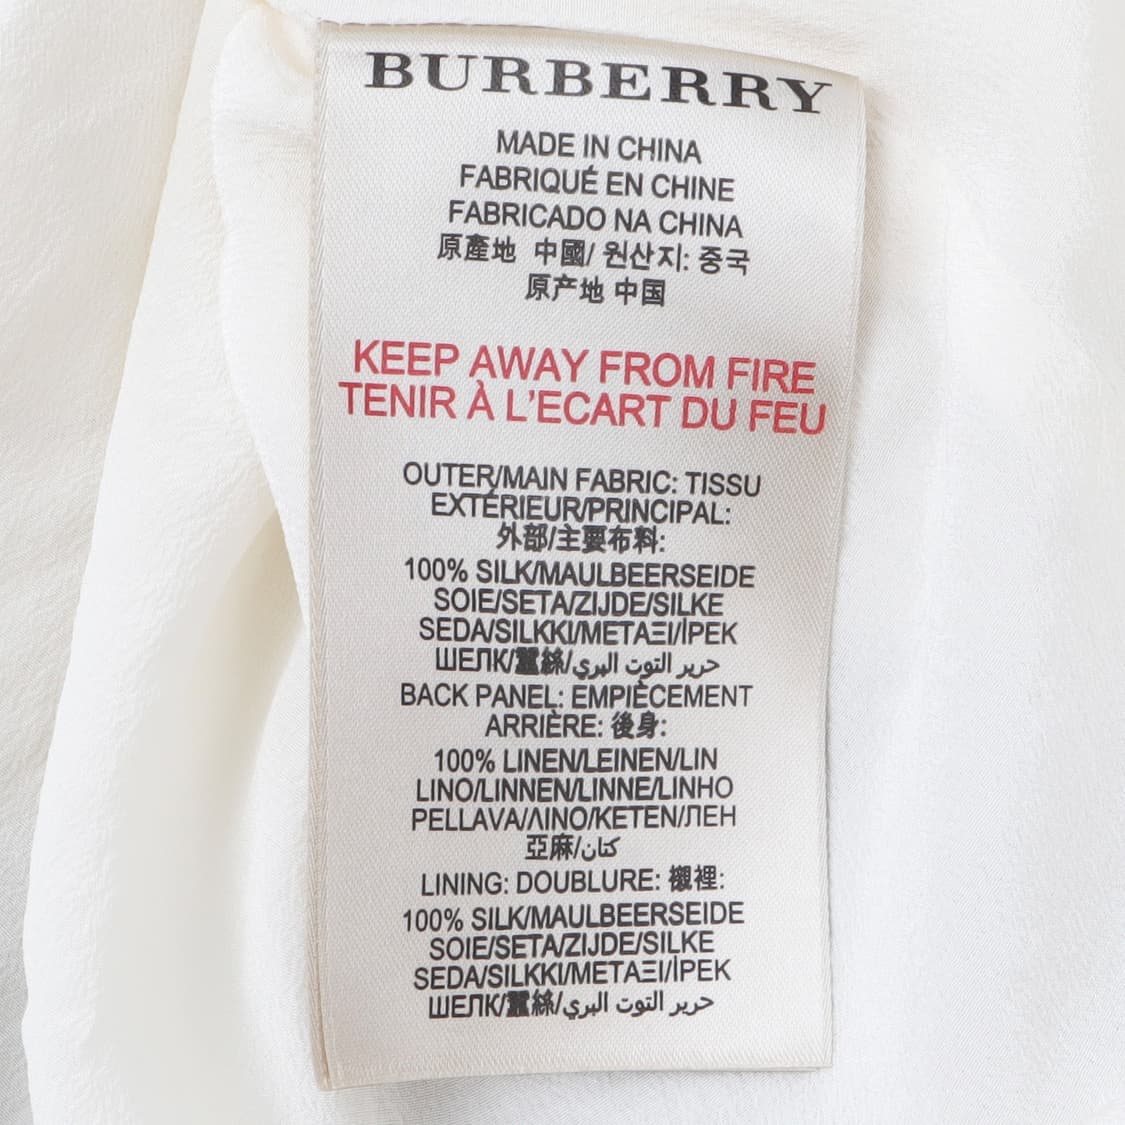 BURBERRY
MADE IN CHINA
FABRIQUÉ EN CHINE
FABRICADO NA CHINA
原產地 中國/ 원산지: 중국
原产地 中国
KEEP AWAY FROM FIRE
TENIR À L'ECART DU FEU
OUTER/MAIN FABRIC: TISSU
EXTÉRIEUR/PRINCIPAL:
外部/主要布料:
100% SILK/MAULBEERSEIDE
SOIE/SETA/ZIJDE/SILKE
SEDA/SILKKI/ΜΕΤΑΞΙ/İPEK
ШЕЛК/蠶絲/حرير التوت البري
BACK PANEL: EMPIÈCEMENT
ARRIÈRE: 後身:
100% LINEN/LEINEN/LIN
LINO/LINNEN/LINNE/LINHO
PELLAVA/ΛΙΝΟ/KETEN/ЛЕН
亞麻/كتان
LINING: DOUBLURE: 襯裡:
100% SILK/MAULBEERSEIDE
SOIE/SETA/ZIJDE/SILKE
SEDA/SILKKI/ΜΕΤΑΞΙ/İPEK
ШЕЛК/蠶絲/حرير التوت البري